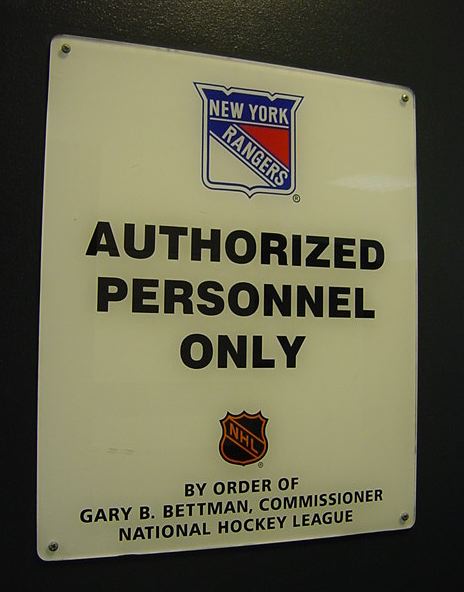 NEW YORK
RANGERS
®
AUTHORIZED
PERSONNEL
ONLY
NHL
®
BY ORDER OF
GARY B. BETTMAN, COMMISSIONER
NATIONAL HOCKEY LEAGUE